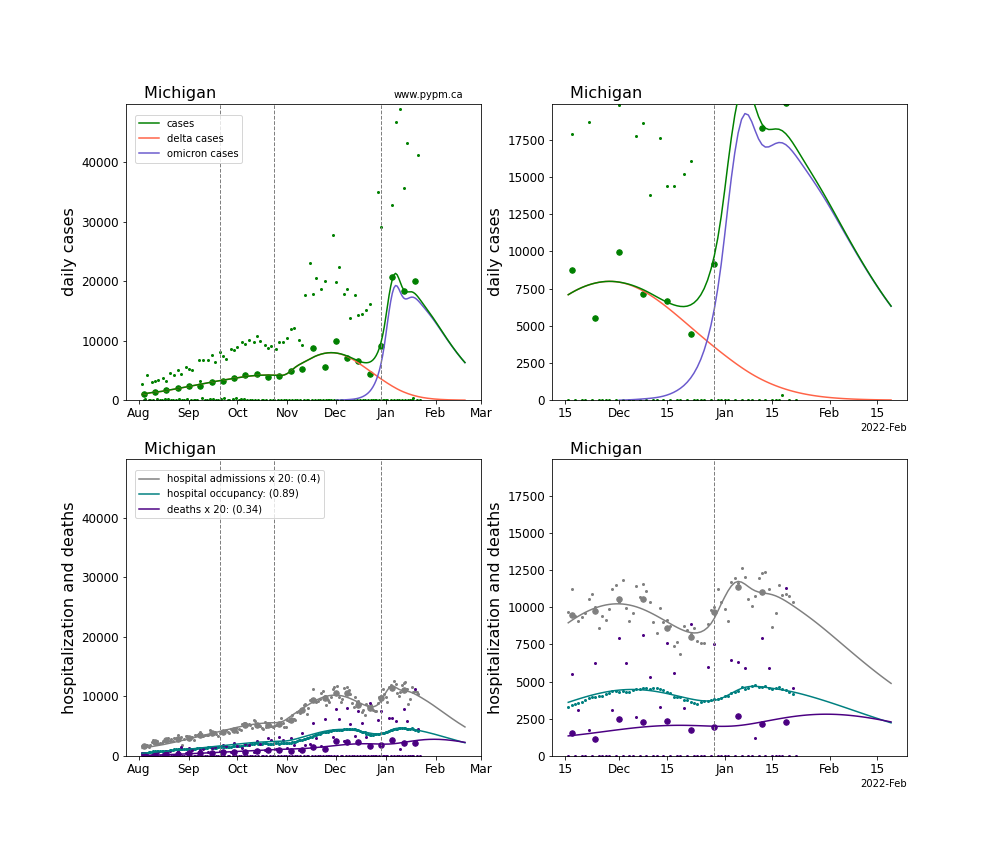 Michigan
www.pypm.ca
cases
delta cases
omicron cases
daily cases
40000
30000
20000
10000
0
Aug Sep Oct Nov Dec Jan Feb Mar
Michigan
daily cases
17500
15000
12500
10000
7500
5000
2500
0
15 Dec 15 Jan 15 Feb 15
2022-Feb
Michigan
hospital admissions x 20: (0.4)
hospital occupancy: (0.89)
deaths x 20: (0.34)
hospitalization and deaths
40000
30000
20000
10000
0
Aug Sep Oct Nov Dec Jan Feb Mar
Michigan
hospitalization and deaths
17500
15000
12500
10000
7500
5000
2500
0
15 Dec 15 Jan 15 Feb 15
2022-Feb